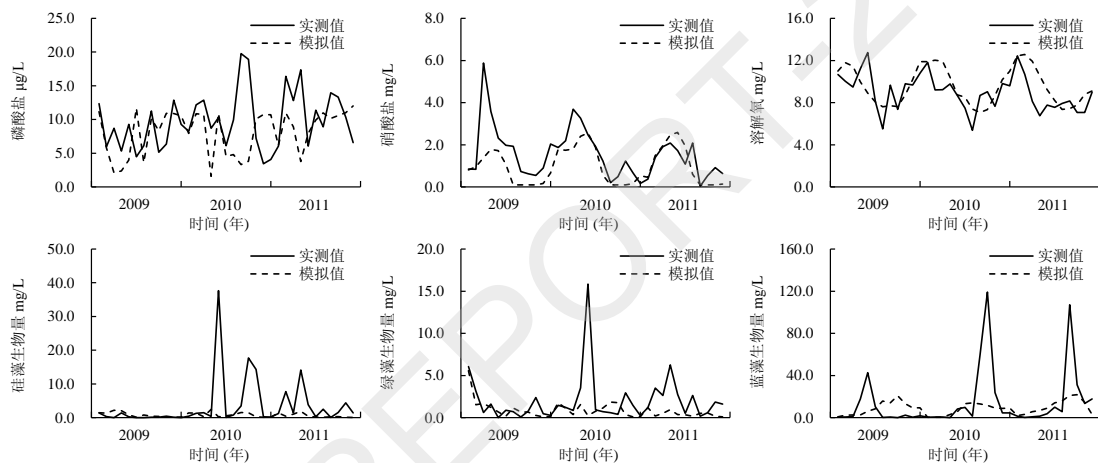 磷酸盐 μg/L
25.0
20.0
15.0
10.0
5.0
0.0
实测值
模拟值
2009
2010
2011
时间 (年)
硝酸盐 mg/L
8.0
6.0
4.0
2.0
0.0
实测值
模拟值
2009
2010
2011
时间 (年)
溶解氧 mg/L
16.0
12.0
8.0
4.0
0.0
实测值
模拟值
2009
2010
2011
时间 (年)
硅藻生物量 mg/L
50.0
40.0
30.0
20.0
10.0
0.0
实测值
模拟值
2009
2010
2011
时间 (年)
绿藻生物量 mg/L
20.0
15.0
10.0
5.0
0.0
实测值
模拟值
2009
2010
2011
时间 (年)
蓝藻生物量 mg/L
160.0
120.0
80.0
40.0
0.0
实测值
模拟值
2009
2010
2011
时间 (年)
REPORT-2